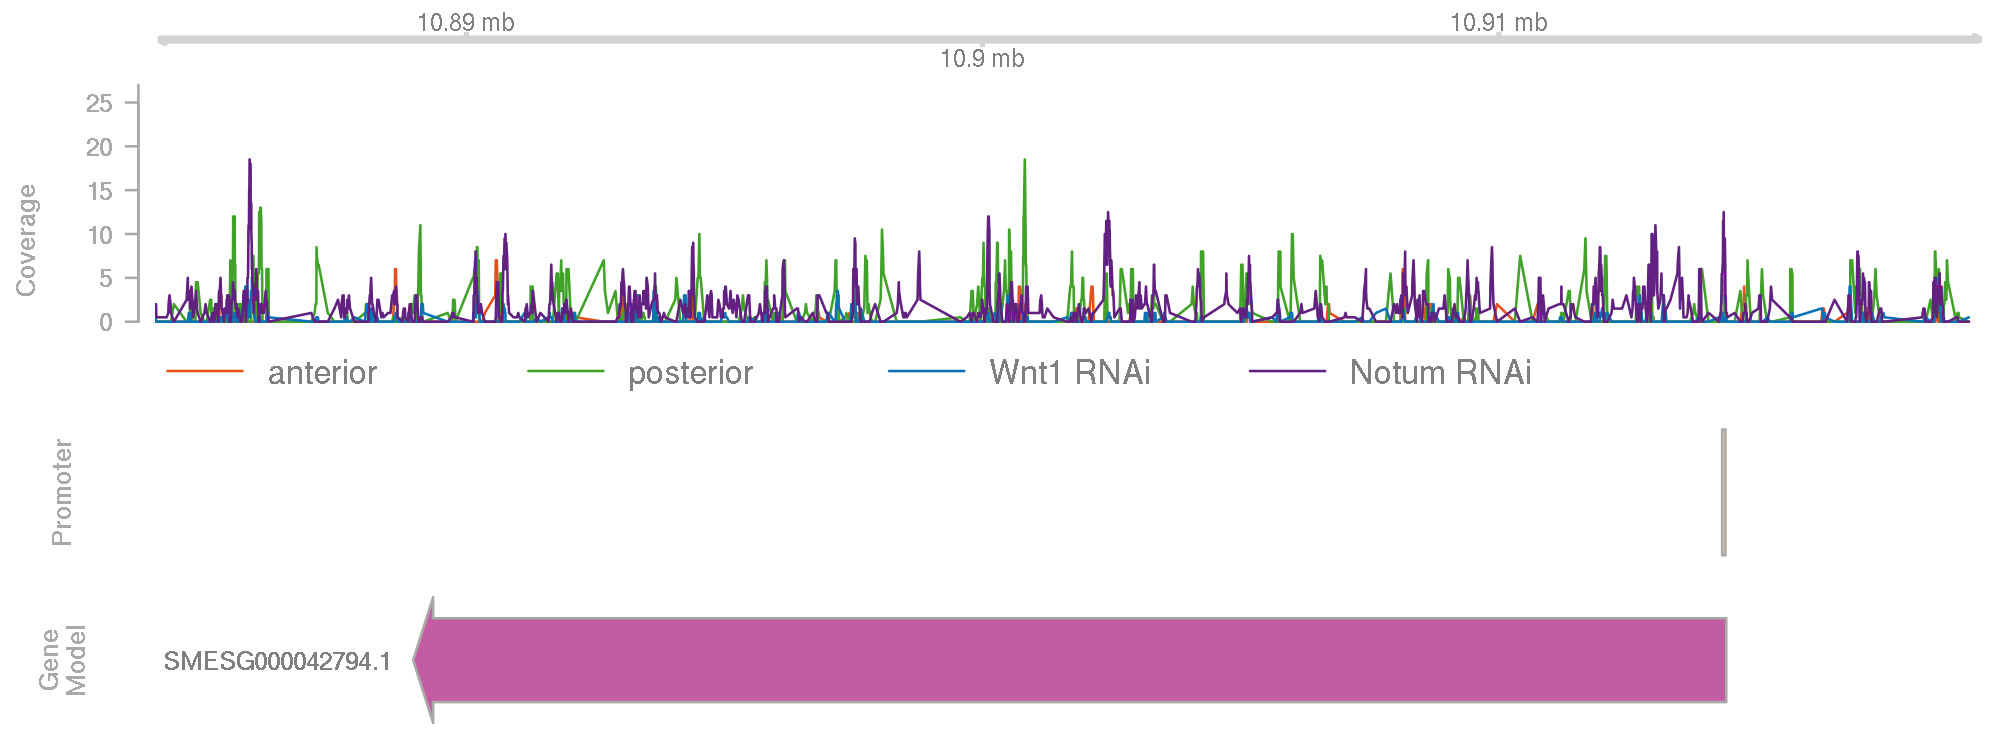 10.89 mb
10.91 mb
10.9 mb
Coverage
25
20
15
10
5
0
anterior
posterior
Wnt1 RNAi
Notum RNAi
Promoter
Gene
Model
SMESG000042794.1